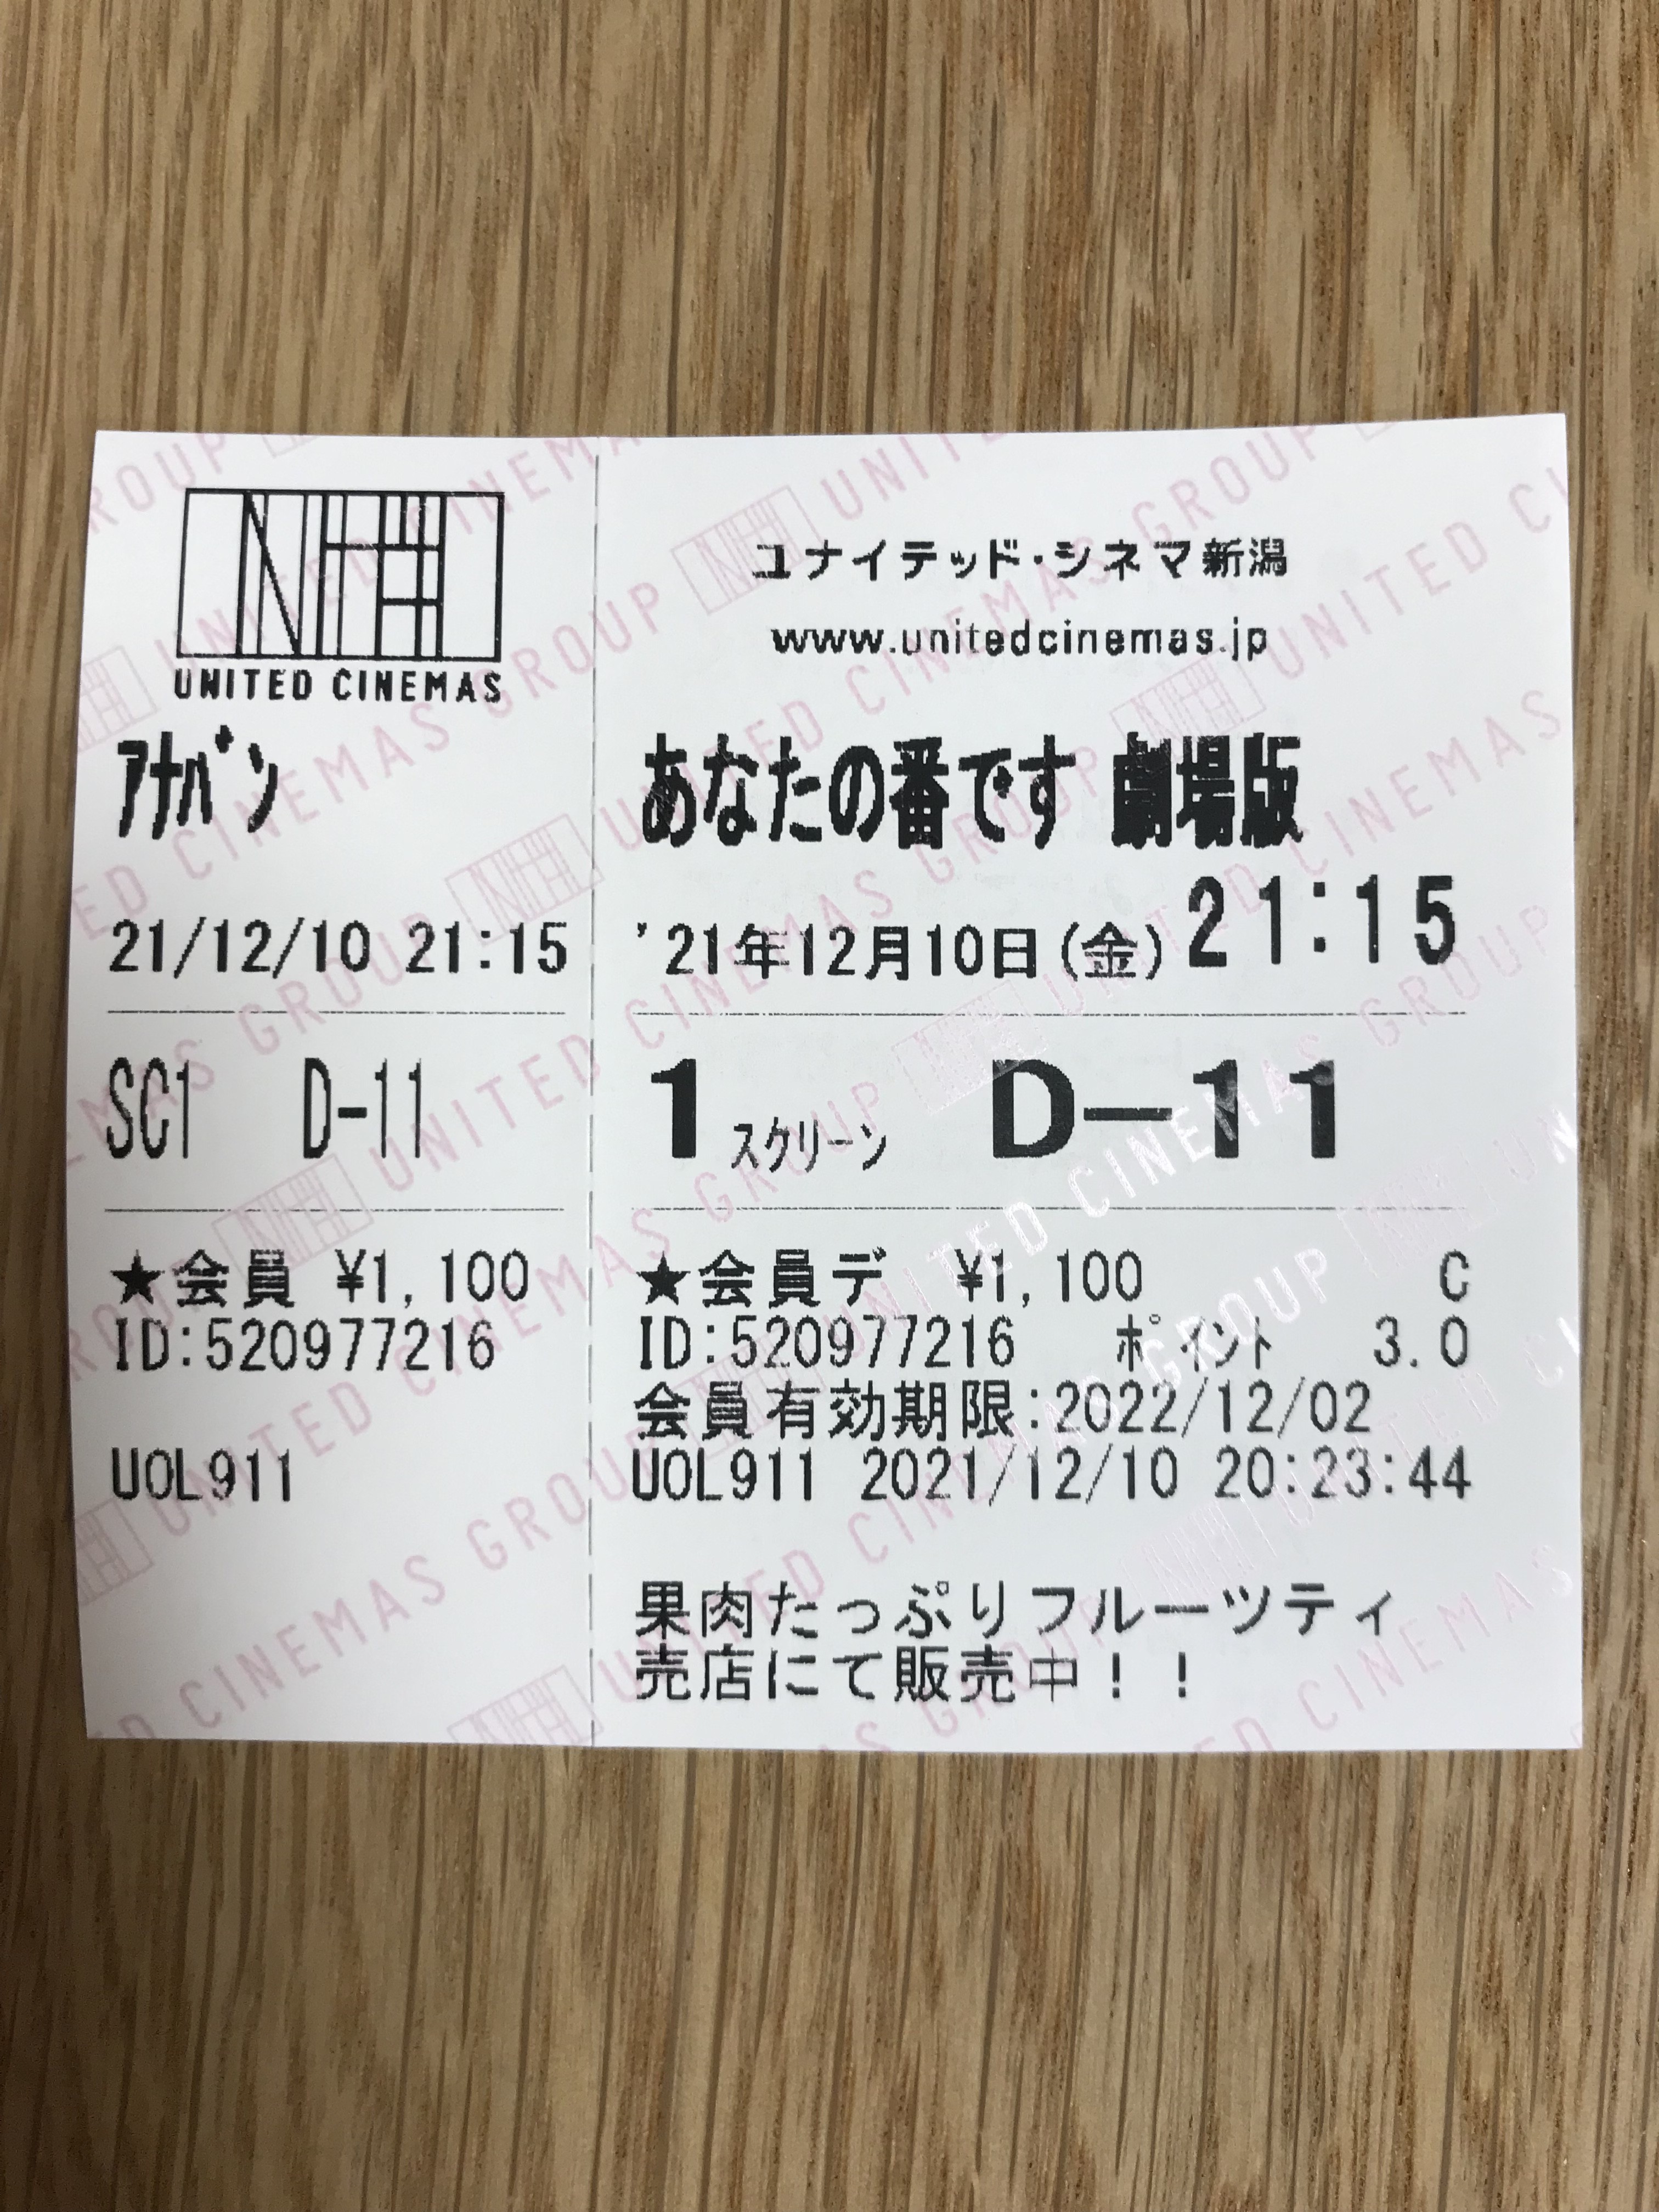 UNITED CINEMAS
ｱﾅﾊﾞﾝ
21/12/10 21:15
SC1 D-11
★会員 ¥1,100
ID:520977216
UOL911
ユナイテッド・シネマ新潟
www.unitedcinemas.jp
あなたの番です 劇場版
'21年12月10日(金) 21:15
1 スクリーン D-11
★会員デ ¥1,100 C
ID:520977216 ﾎﾟｲﾝﾄ 3.0
会員有効期限:2022/12/02
UOL911 2021/12/10 20:23:44
果肉たっぷりフルーツティ
売店にて販売中！！